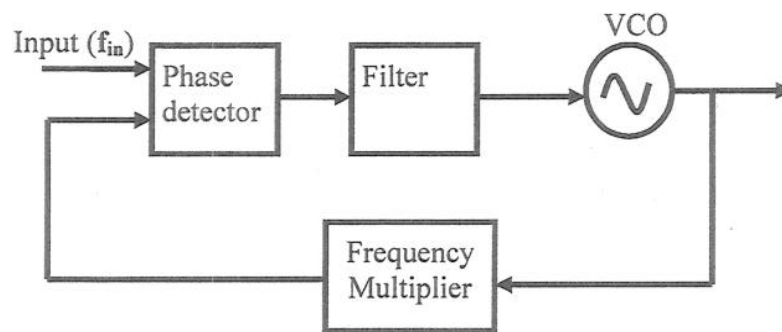 VCO
Input (fin)
Phase
detector
Filter
Frequency
Multiplier